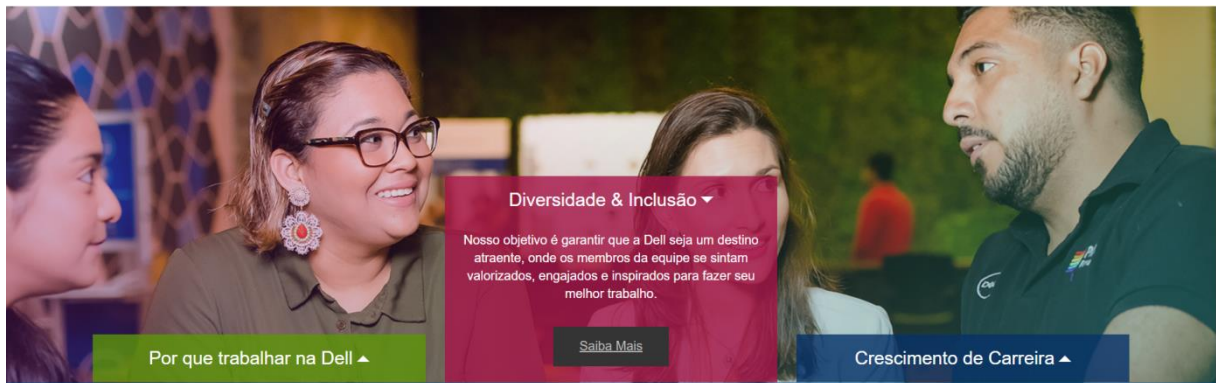 Diversidade & Inclusão
Nosso objetivo é garantir que a Dell seja um destino
atraente, onde os membros da equipe se sintam
valorizados, engajados e inspirados para fazer seu
melhor trabalho.
Saiba Mais
Por que trabalhar na Dell
Crescimento de Carreira